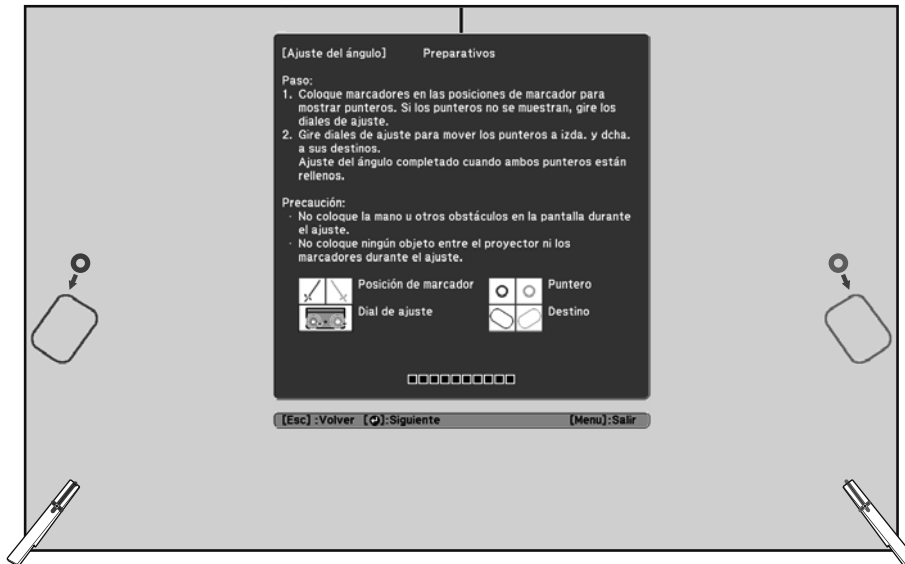 [Ajuste del ángulo] Preparativos
Paso:
1. Coloque marcadores en las posiciones de marcador para
mostrar punteros. Si los punteros no se muestran, gire los
diales de ajuste.
2. Gire diales de ajuste para mover los punteros a izda. y dcha.
a sus destinos.
Ajuste del ángulo completado cuando ambos punteros están
rellenos.
Precaución:
· No coloque la mano u otros obstáculos en la pantalla durante
el ajuste.
· No coloque ningún objeto entre el proyector ni los
marcadores durante el ajuste.
Posición de marcador Puntero
Dial de ajuste Destino
[Esc] :Volver [⏎]:Siguiente [Menu]:Salir